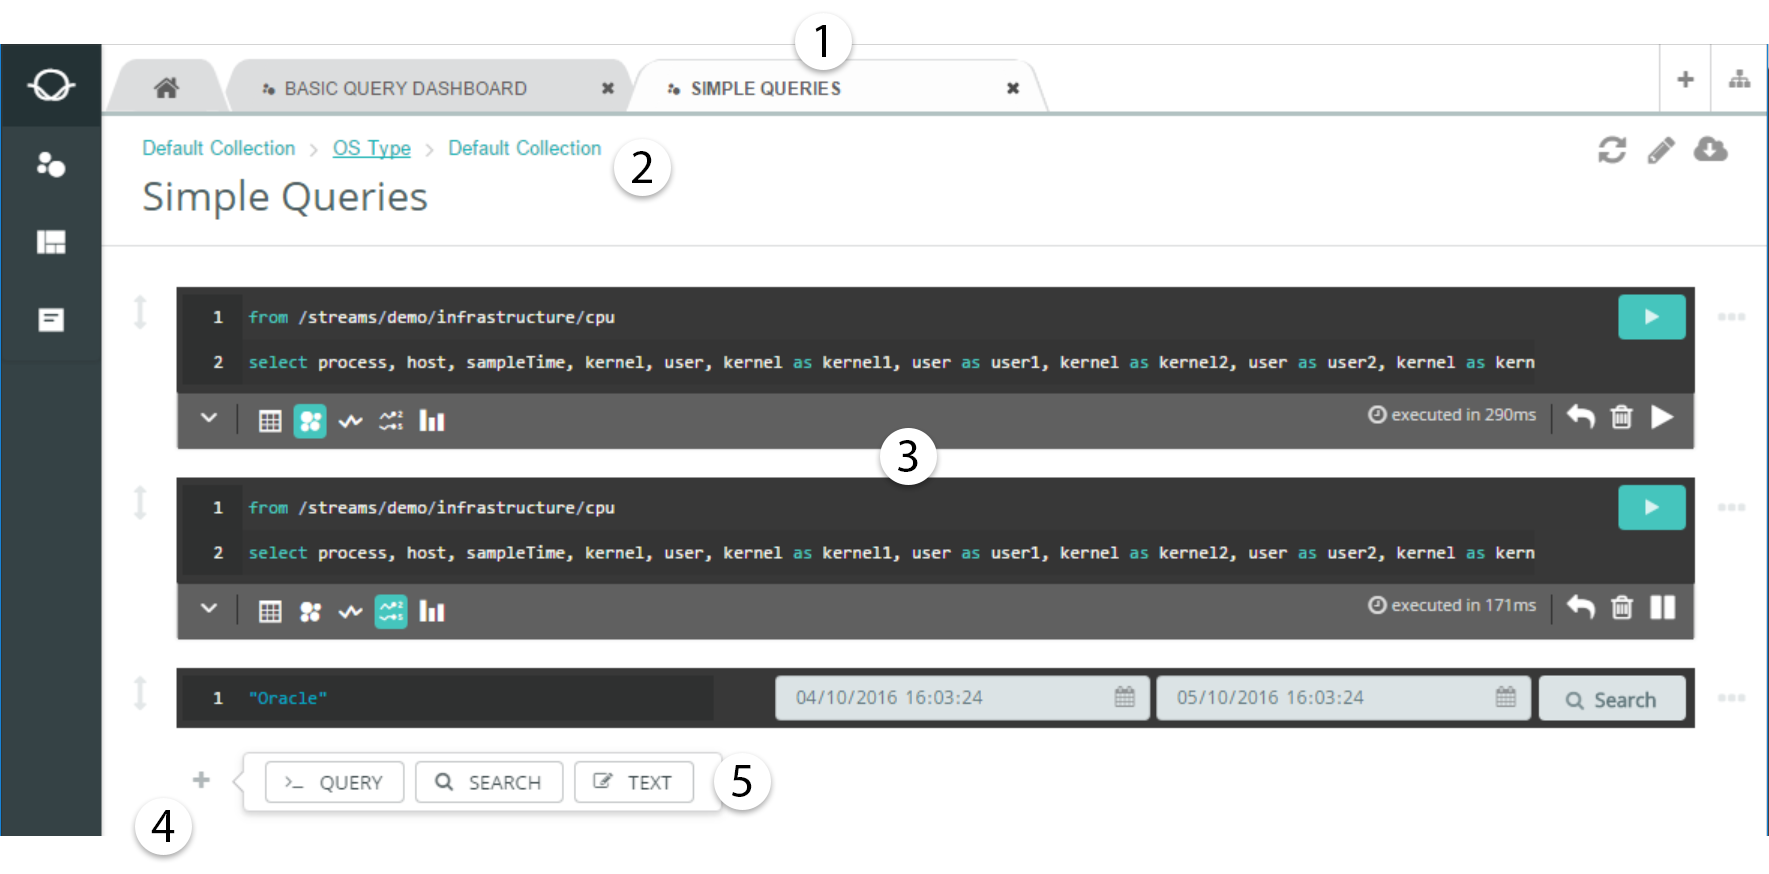 1
BASIC QUERY DASHBOARD
SIMPLE QUERIES
Default Collection > OS Type > Default Collection
2
Simple Queries
1 from /streams/demo/infrastructure/cpu
2 select process, host, sampleTime, kernel, user, kernel as kernel1, user as user1, kernel as kernel2, user as user2, kernel as kern
executed in 290ms
3
1 from /streams/demo/infrastructure/cpu
2 select process, host, sampleTime, kernel, user, kernel as kernel1, user as user1, kernel as kernel2, user as user2, kernel as kern
executed in 171ms
1 "Oracle" 04/10/2016 16:03:24 05/10/2016 16:03:24 Search
>_ QUERY SEARCH TEXT
5
4